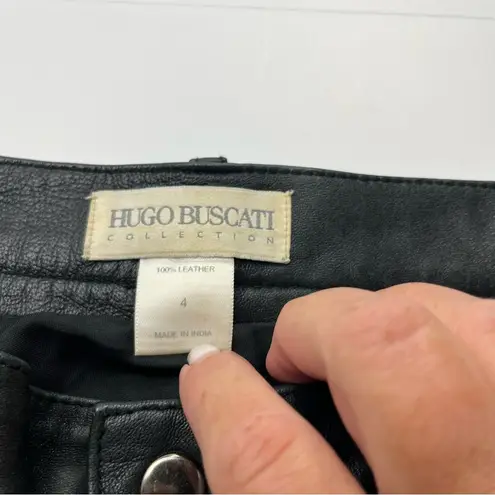 HUGO BUSCATI
COLLECTION
100% LEATHER
4
MADE IN INDIA